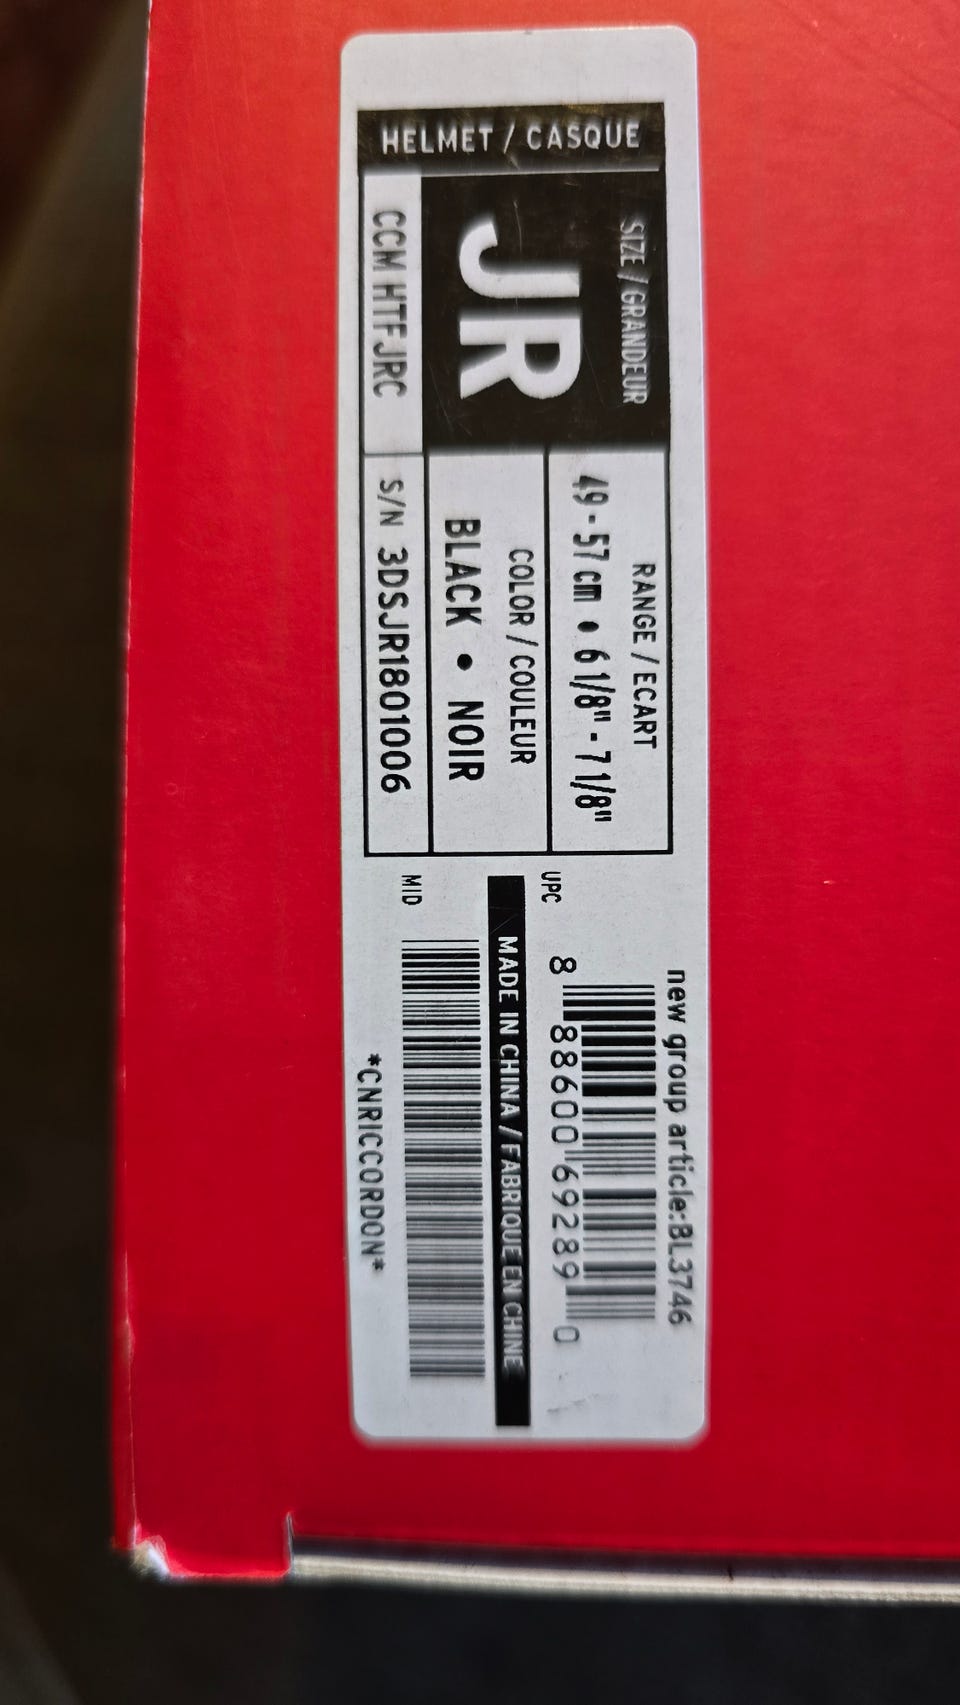 HELMET / CASQUE
SIZE / GRANDEUR
JR
CCM HTFJRC
RANGE / ECART
49 - 57 cm • 6 1/8" - 7 1/8"
COLOR / COULEUR
BLACK • NOIR
S/N 3DSJR1801006
new group article:BL3746
UPC
8 88600 69289 0
MADE IN CHINA / FABRIQUE EN CHINE
MID
*CNRICCORDON*